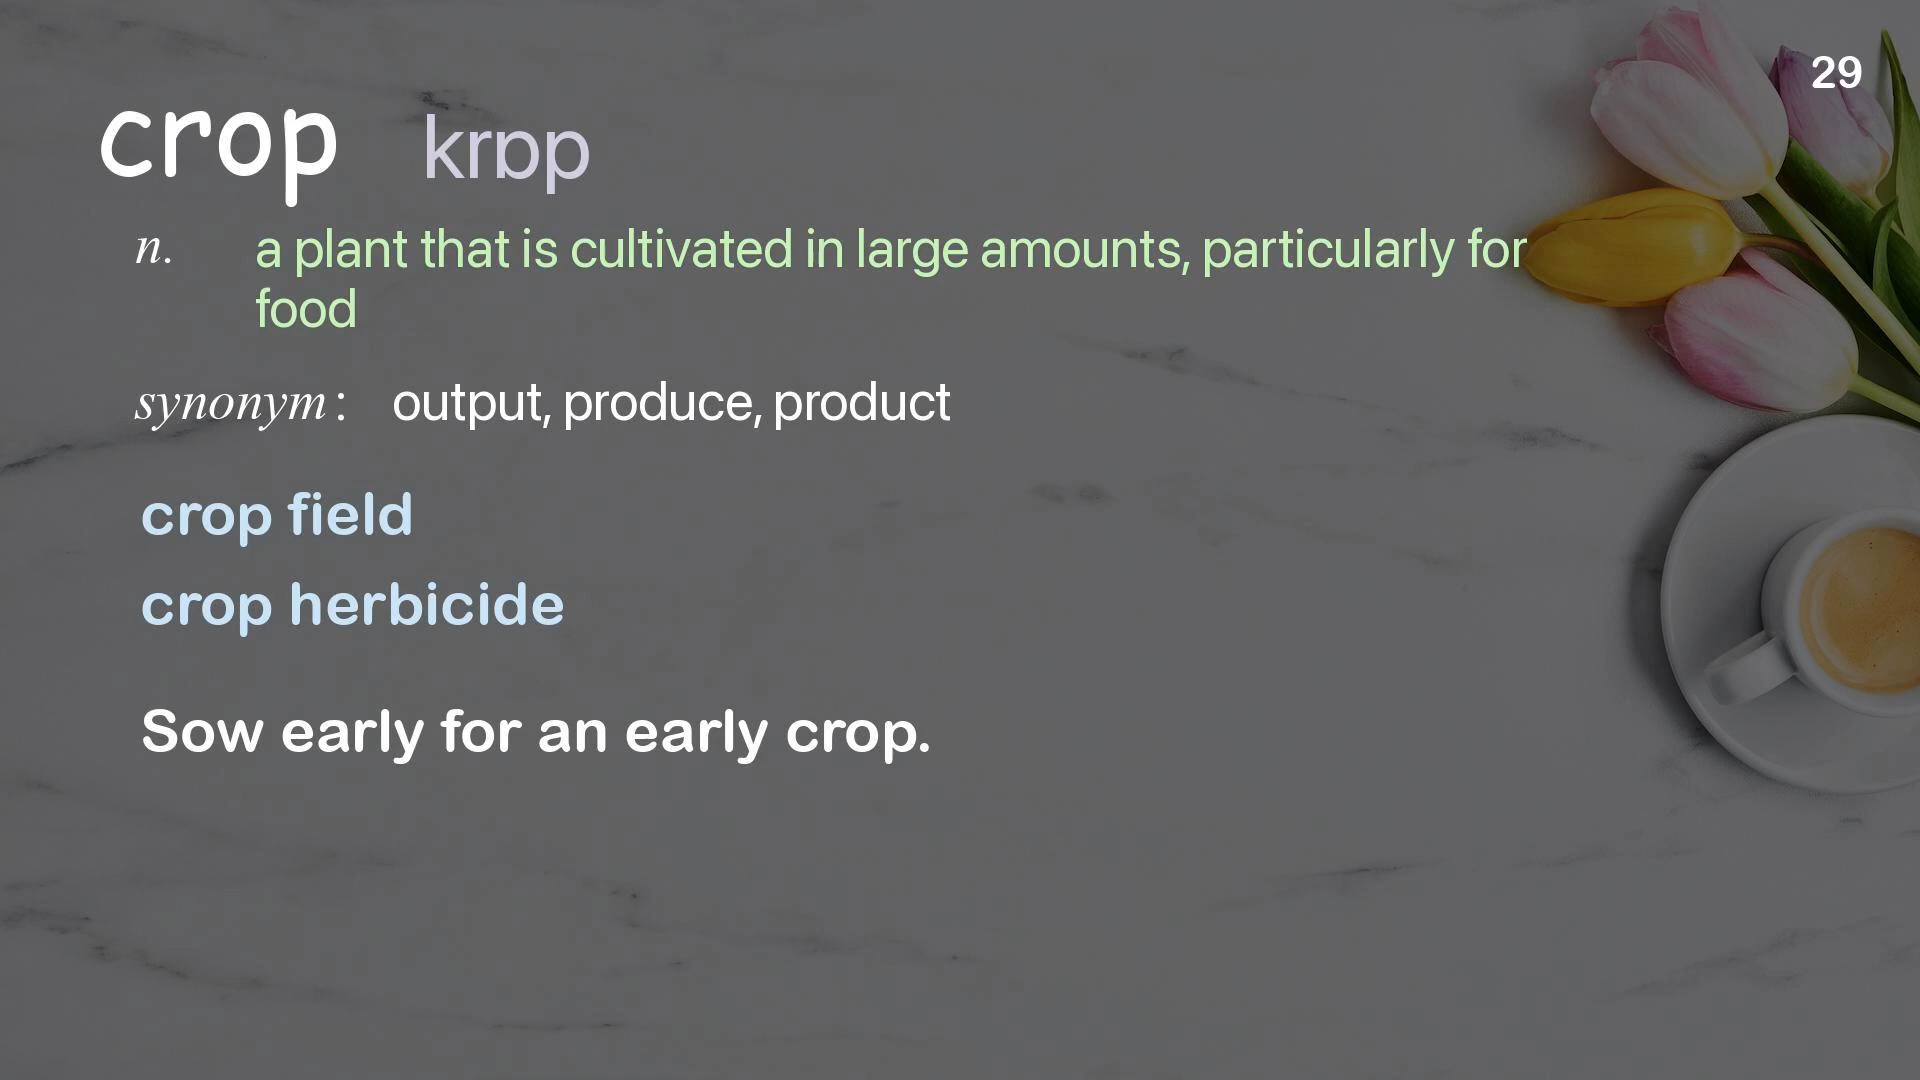 29
crop krɒp
n. a plant that is cultivated in large amounts, particularly for
food
synonym: output, produce, product
crop field
crop herbicide
Sow early for an early crop.